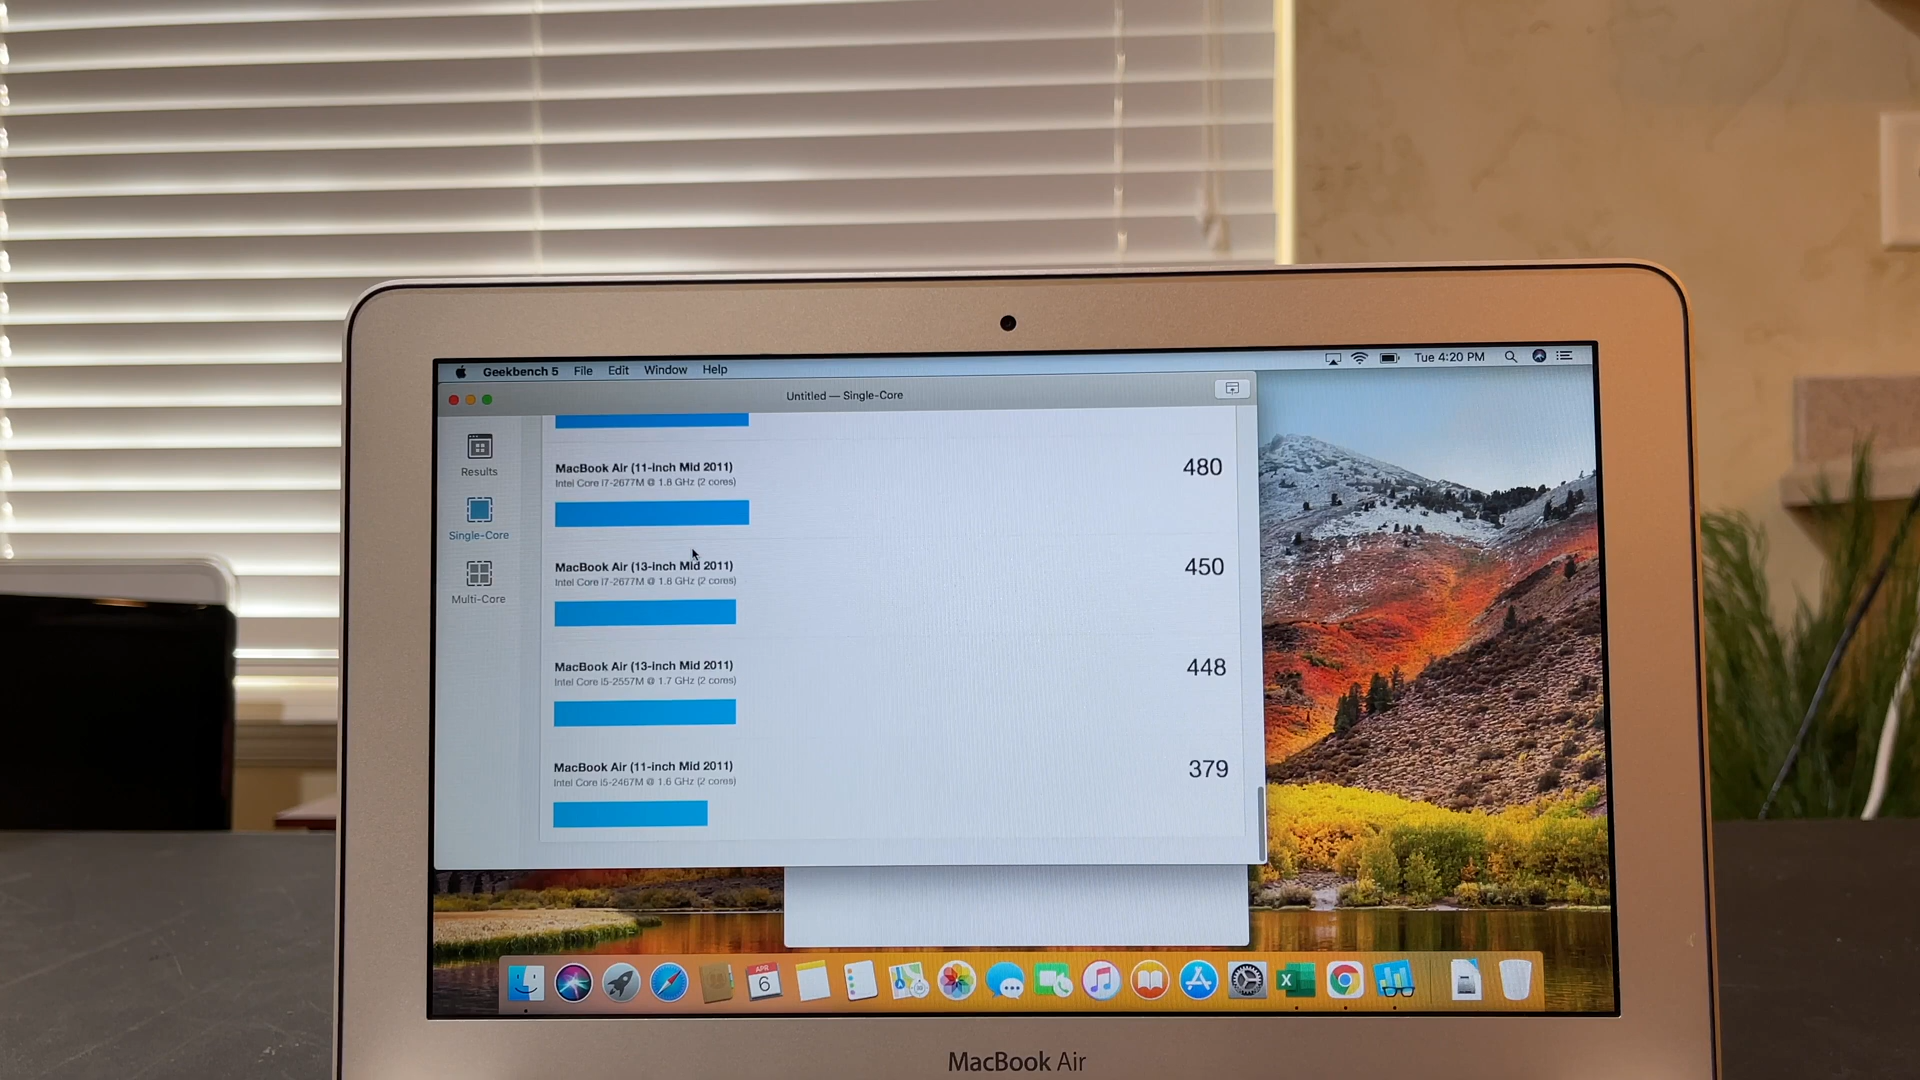 Geekbench 5 File Edit Window Help
Tue 4:20 PM
Untitled — Single-Core
Results
Single-Core
Multi-Core
MacBook Air (11-inch Mid 2011) 480
Intel Core i7-2677M @ 1.8 GHz (2 cores)
MacBook Air (13-inch Mid 2011) 450
Intel Core i7-2677M @ 1.8 GHz (2 cores)
MacBook Air (13-inch Mid 2011) 448
Intel Core i5-2557M @ 1.7 GHz (2 cores)
MacBook Air (11-inch Mid 2011) 379
Intel Core i5-2467M @ 1.6 GHz (2 cores)
APR
6
X
MacBook Air